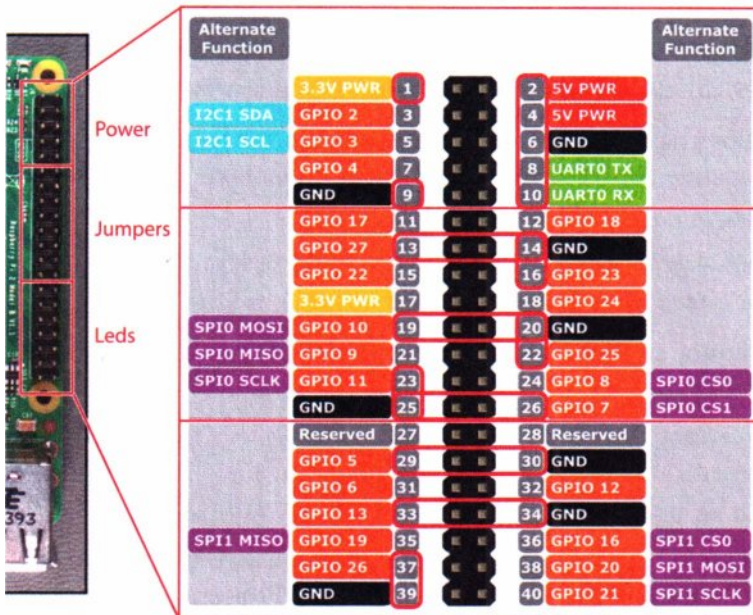 Alternate
Function
Alternate
Function
3.3V PWR 1 2 5V PWR
I2C1 SDA GPIO 2 3 4 5V PWR
I2C1 SCL GPIO 3 5 6 GND
GPIO 4 7 8 UART0 TX
GND 9 10 UART0 RX
GPIO 17 11 12 GPIO 18
GPIO 27 13 14 GND
GPIO 22 15 16 GPIO 23
3.3V PWR 17 18 GPIO 24
SPI0 MOSI GPIO 10 19 20 GND
SPI0 MISO GPIO 9 21 22 GPIO 25
SPI0 SCLK GPIO 11 23 24 GPIO 8 SPI0 CS0
GND 25 26 GPIO 7 SPI0 CS1
Reserved 27 28 Reserved
GPIO 5 29 30 GND
GPIO 6 31 32 GPIO 12
GPIO 13 33 34 GND
SPI1 MISO GPIO 19 35 36 GPIO 16 SPI1 CS0
GPIO 26 37 38 GPIO 20 SPI1 MOSI
GND 39 40 GPIO 21 SPI1 SCLK
Power
Jumpers
Leds
Raspberry Pi 2 Model B V1.1
393